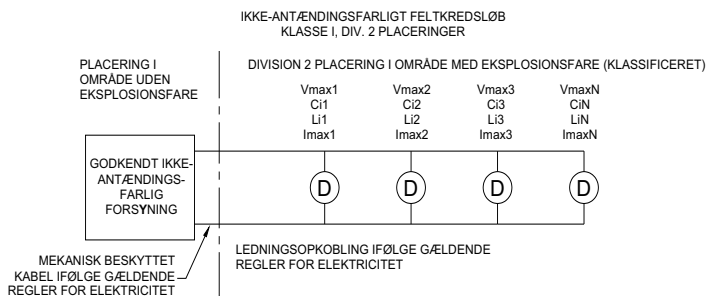 IKKE-ANTÆNDINGSFARLIGT FELTKREDSLØB
KLASSE I, DIV. 2 PLACERINGER
PLACERING I
OMRÅDE UDEN
EKSPLOSIONSFARE
DIVISION 2 PLACERING I OMRÅDE MED EKSPLOSIONSFARE (KLASSIFICERET)
Vmax1
Ci1
Li1
Imax1
Vmax2
Ci2
Li2
Imax2
Vmax3
Ci3
Li3
Imax3
VmaxN
CiN
LiN
ImaxN
GODKENDT IKKE-
ANTÆNDINGS-
FARLIG
FORSYNING
D
D
D
D
MEKANISK BESKYTTET
KABEL IFØLGE GÆLDENDE
REGLER FOR ELEKTRICITET
LEDNINGSOPKOBLING IFØLGE GÆLDENDE
REGLER FOR ELEKTRICITET